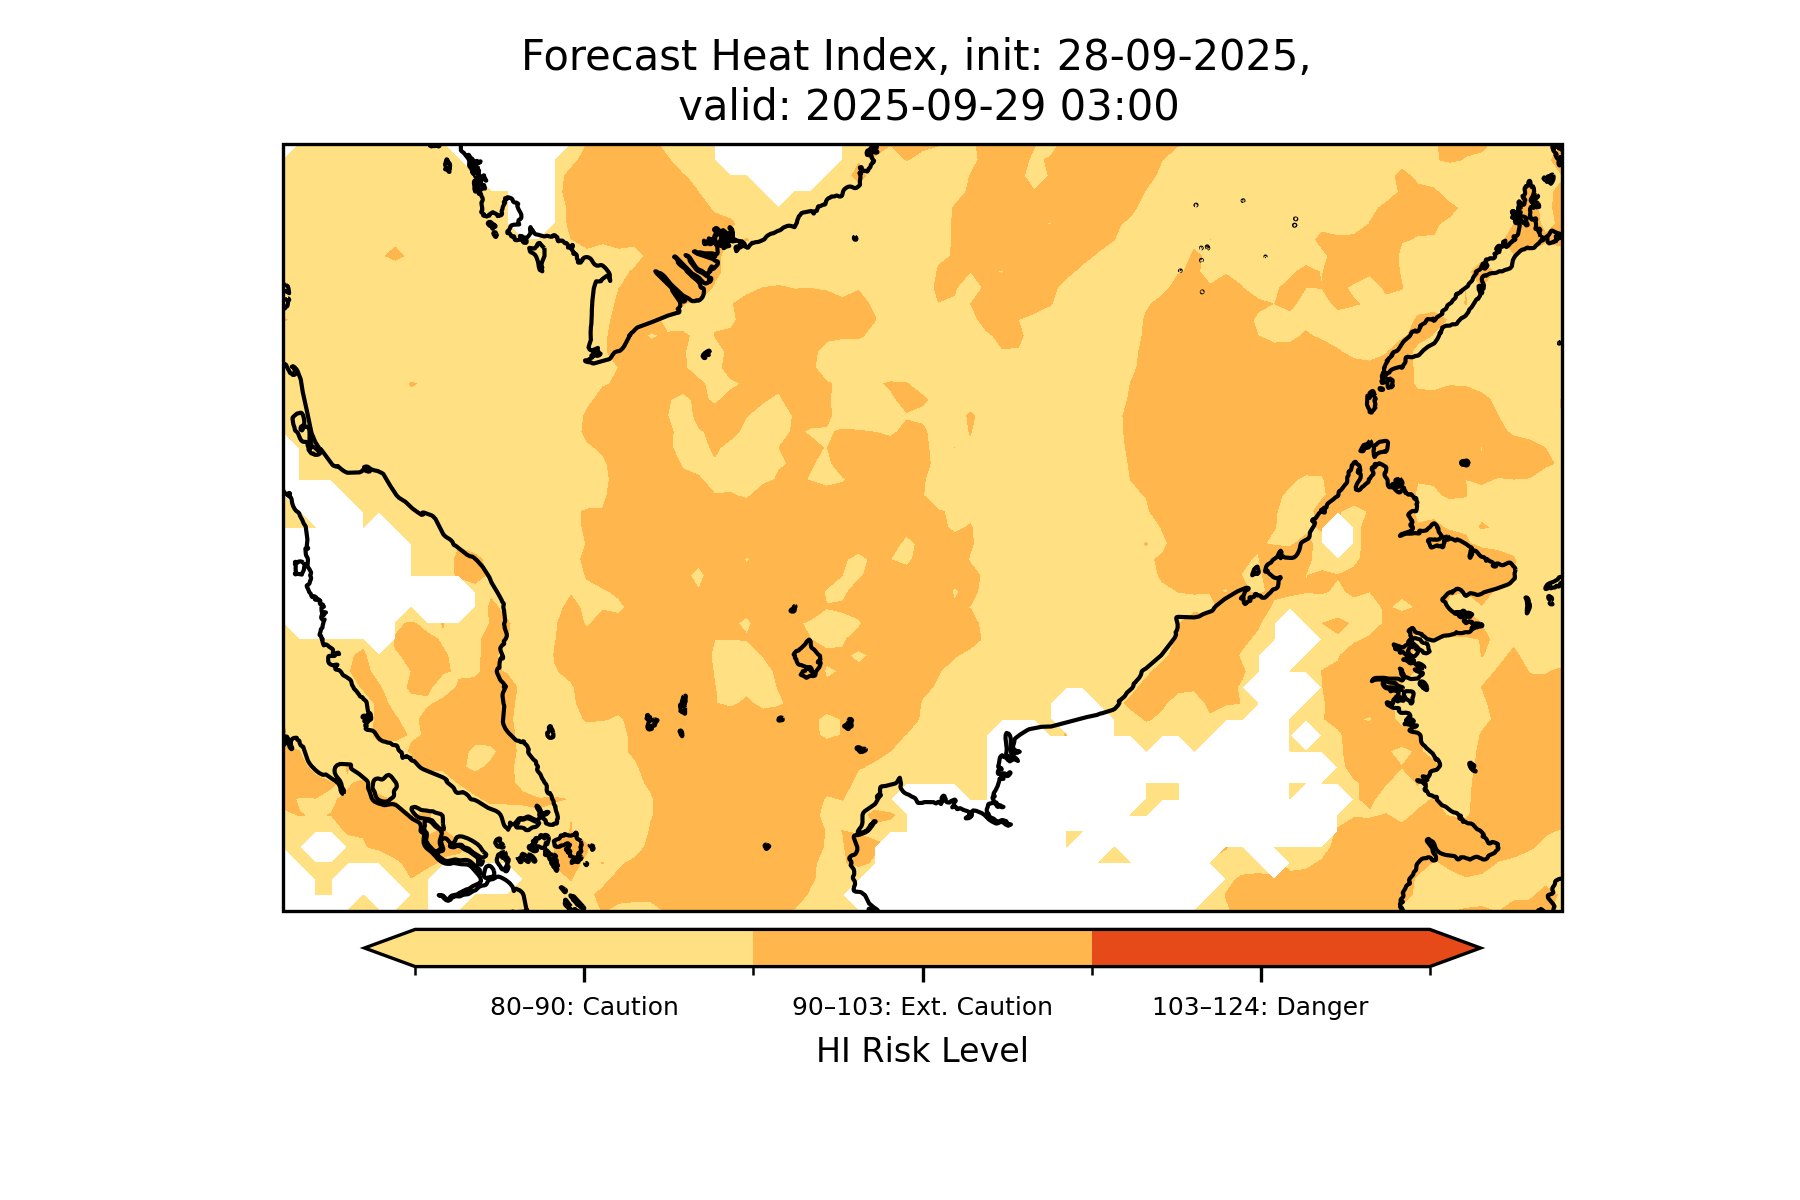 Forecast Heat Index, init: 28-09-2025,
valid: 2025-09-29 03:00
80–90: Caution
90–103: Ext. Caution
103–124: Danger
HI Risk Level